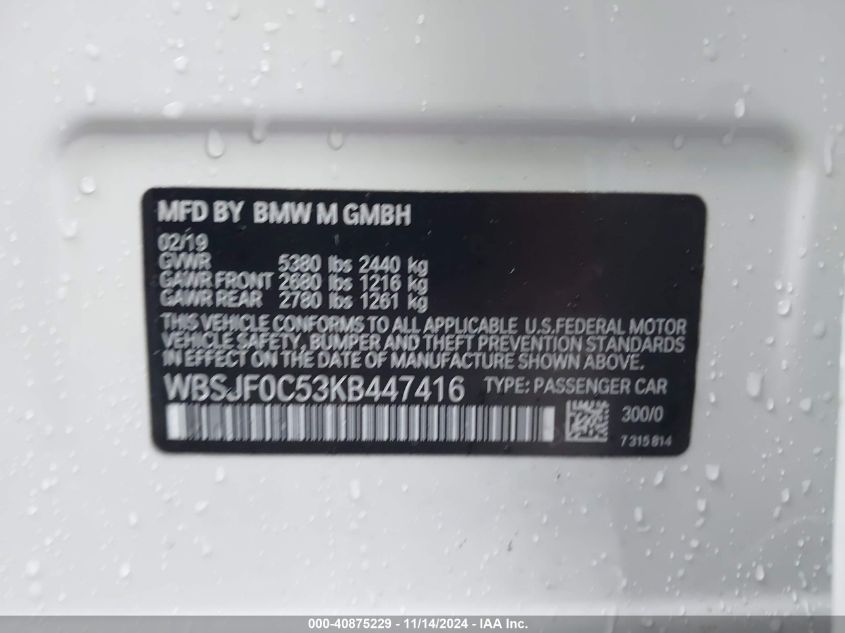 MFD BY BMW M GMBH
02/19
GVWR 5380 lbs 2440 kg
GAWR FRONT 2680 lbs 1216 kg
GAWR REAR 2780 lbs 1261 kg
THIS VEHICLE CONFORMS TO ALL APPLICABLE U.S.FEDERAL MOTOR
VEHICLE SAFETY, BUMPER AND THEFT PREVENTION STANDARDS
IN EFFECT ON THE DATE OF MANUFACTURE SHOWN ABOVE.
WBSJF0C53KB447416 TYPE: PASSENGER CAR
300/0
7 315 814
000-40875229 - 11/14/2024 - IAA Inc.